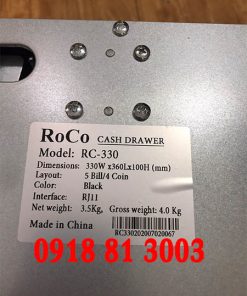 RoCo CASH DRAWER
Model: RC-330
Dimensions: 330W x360Lx100H (mm)
Layout: 5 Bill/4 Coin
Color: Black
Interface: RJ11
Net weight: 3.5Kg, Gross weight: 4.0 Kg
Made in China
0918 81 3003
RC330202007020067